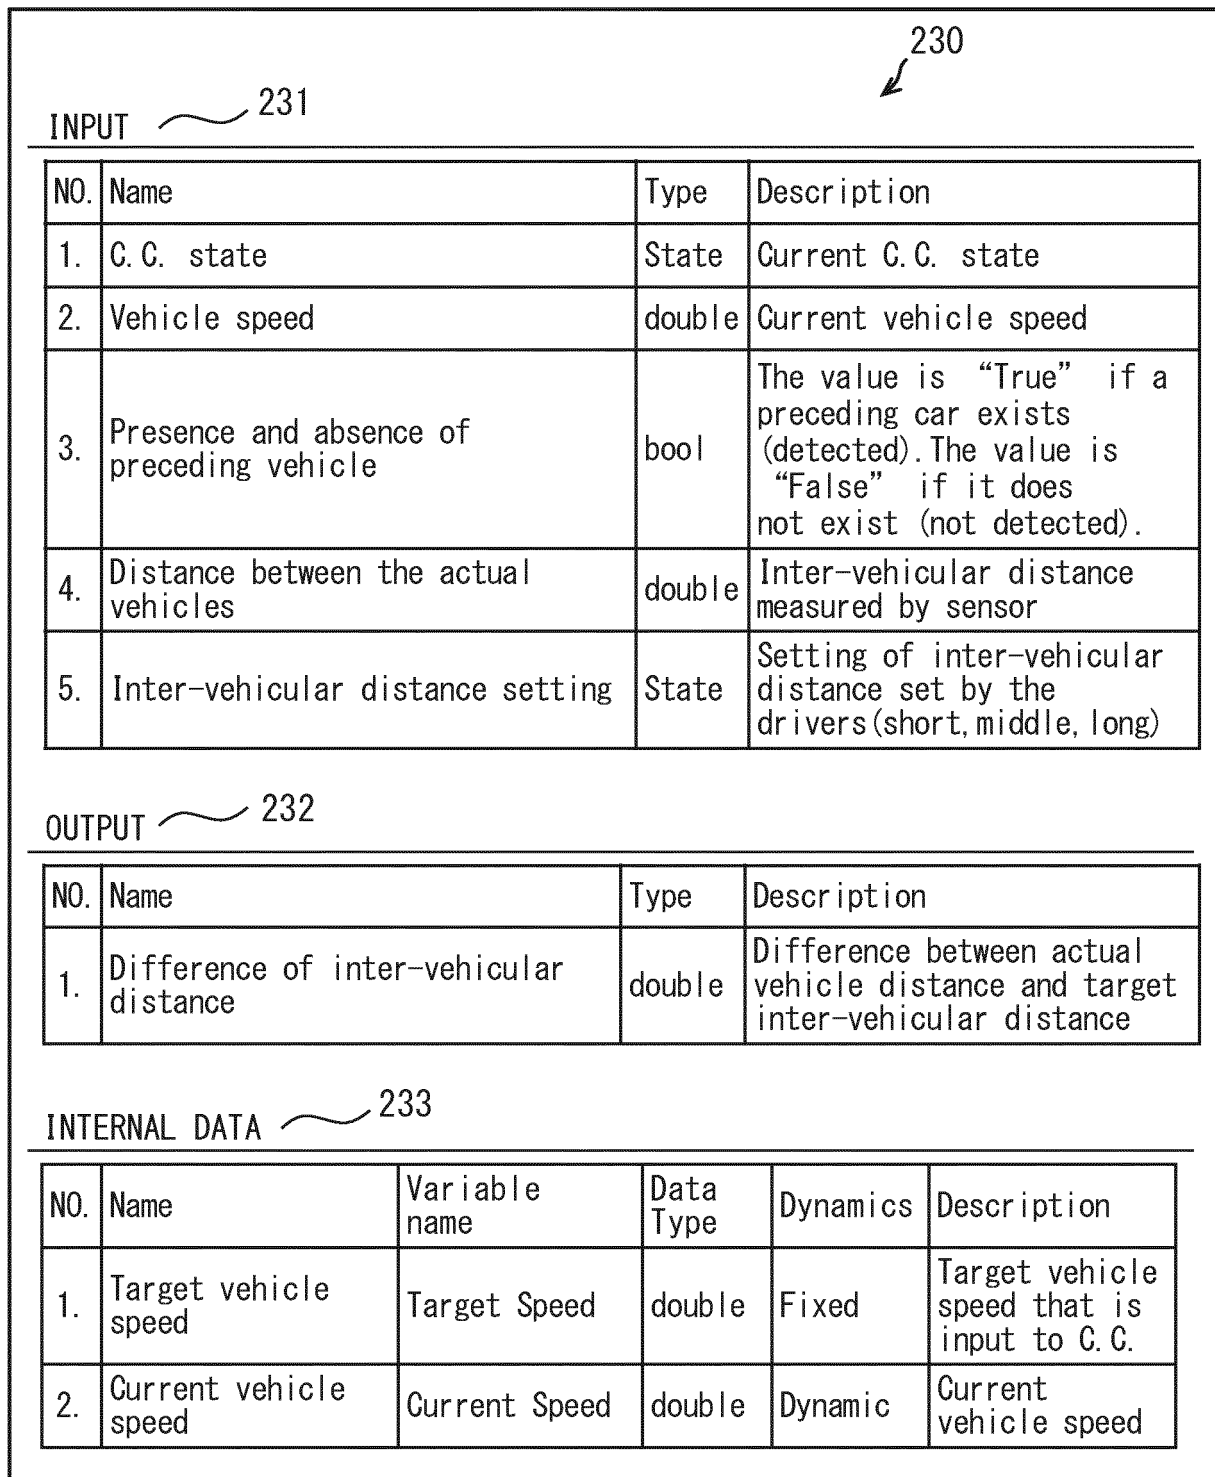 230
INPUT 231
NO. Name Type Description
1. C.C. state State Current C.C. state
2. Vehicle speed double Current vehicle speed
3. Presence and absence of
preceding vehicle
bool
The value is “True” if a
preceding car exists
(detected).The value is
“False” if it does
not exist (not detected).
4. Distance between the actual
vehicles
double
Inter-vehicular distance
measured by sensor
5. Inter-vehicular distance setting State
Setting of inter-vehicular
distance set by the
drivers(short,middle,long)
OUTPUT 232
NO. Name Type Description
1. Difference of inter-vehicular
distance
double
Difference between actual
vehicle distance and target
inter-vehicular distance
INTERNAL DATA 233
NO. Name
Variable
name
Data
Type
Dynamics Description
1. Target vehicle
speed
Target Speed double Fixed
Target vehicle
speed that is
input to C.C.
2. Current vehicle
speed
Current Speed double Dynamic
Current
vehicle speed